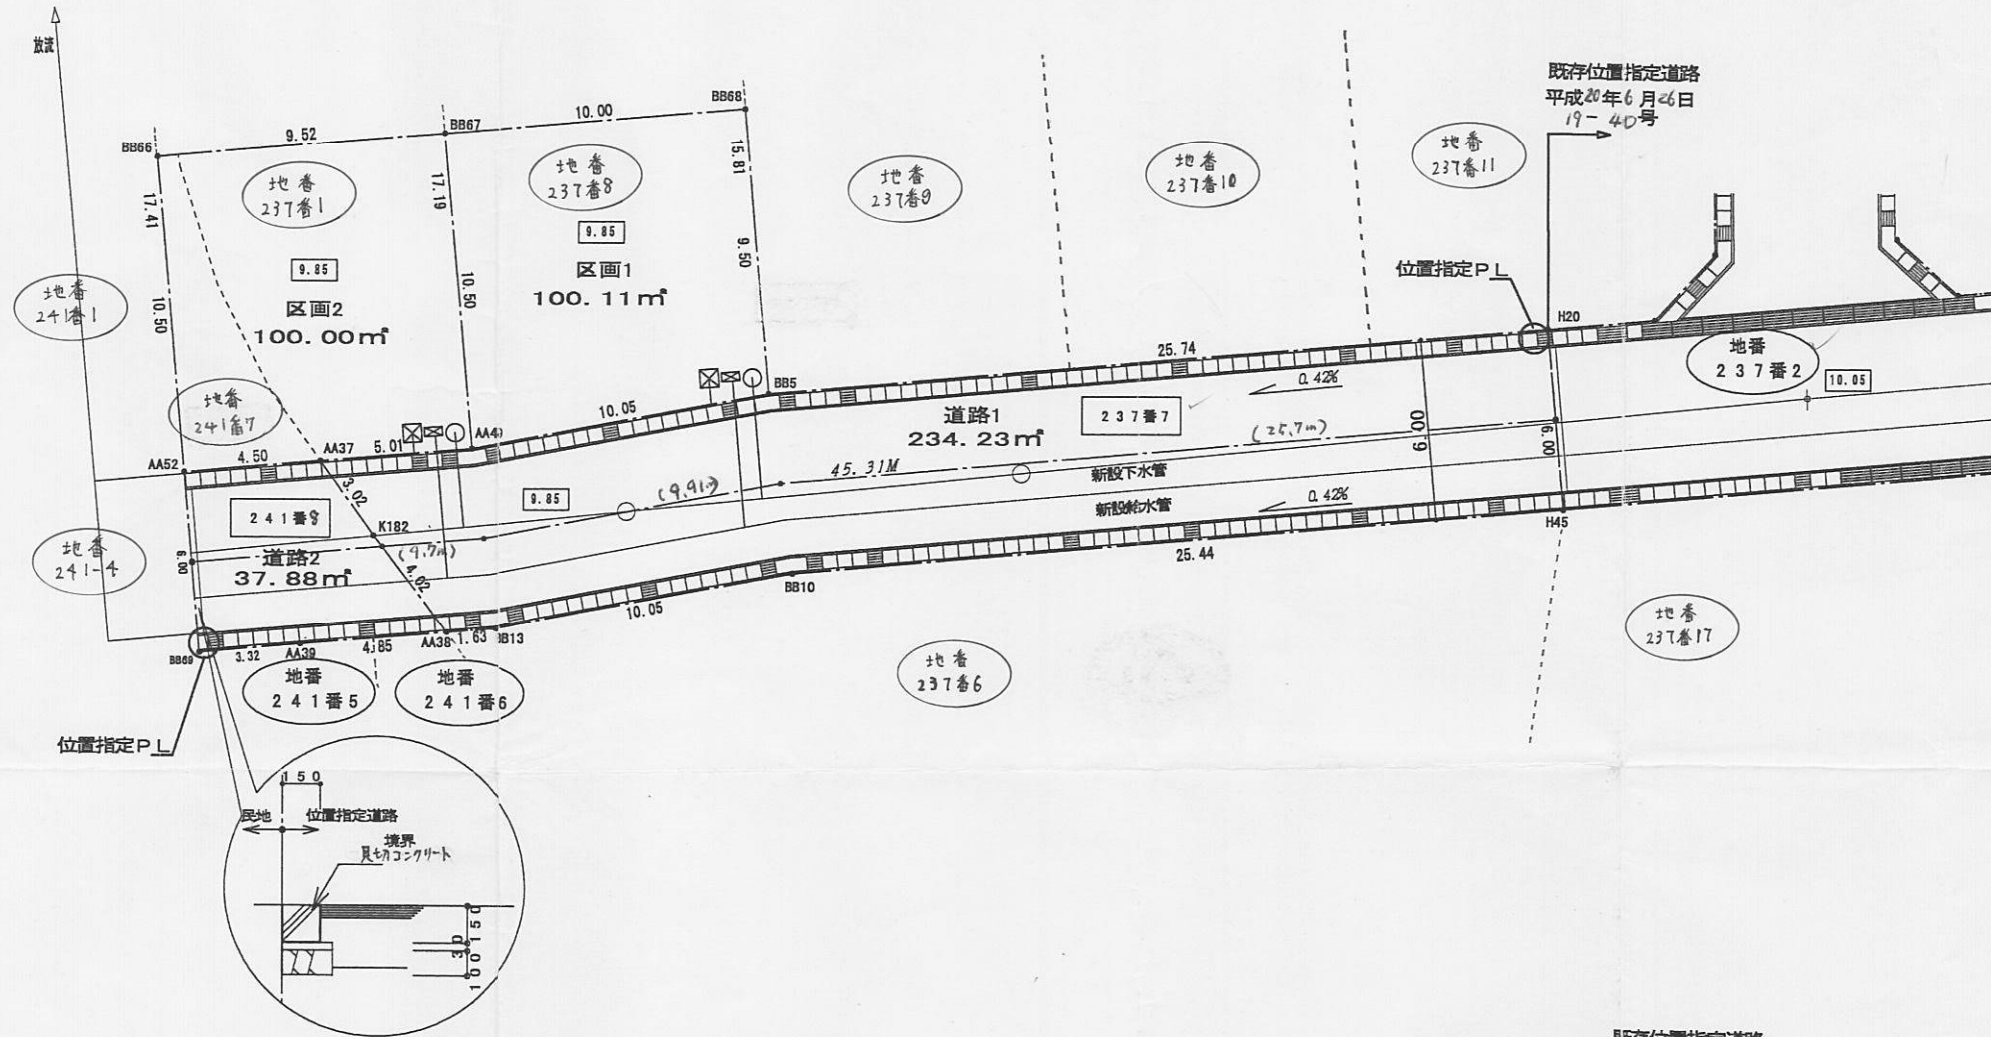 放流
BB66
9.52
BB67
10.00
BB68
17.41
17.19
15.81
地番
237番1
地番
237番8
地番
237番9
地番
237番10
地番
237番11
既存位置指定道路
平成20年6月26日
19-40号
9.85
区画2
100.00㎡
9.85
区画1
100.11㎡
10.50
10.50
9.50
地番
241番1
地番
241番7
位置指定PL
H20
地番
237番2
10.05
AA52
4.50
AA37
5.01
10.05
BB5
25.74
0.42%
道路1
234.23㎡
237番7
(25.7m)
6.00
6.00
3.02
9.85
45.31M
新設下水管
新設給水管
0.42%
H45
241番8
K182
道路2
37.88㎡
4.02
6.00
地番
241-4
BB69
3.32
AA39
4.85
AA38
1.63
BB13
10.05
BB10
25.44
地番
241番5
地番
241番6
地番
237番6
地番
237番17
位置指定PL
150
民地
位置指定道路
境界
見切コンクリート
150
30
100
既存位置指定道路